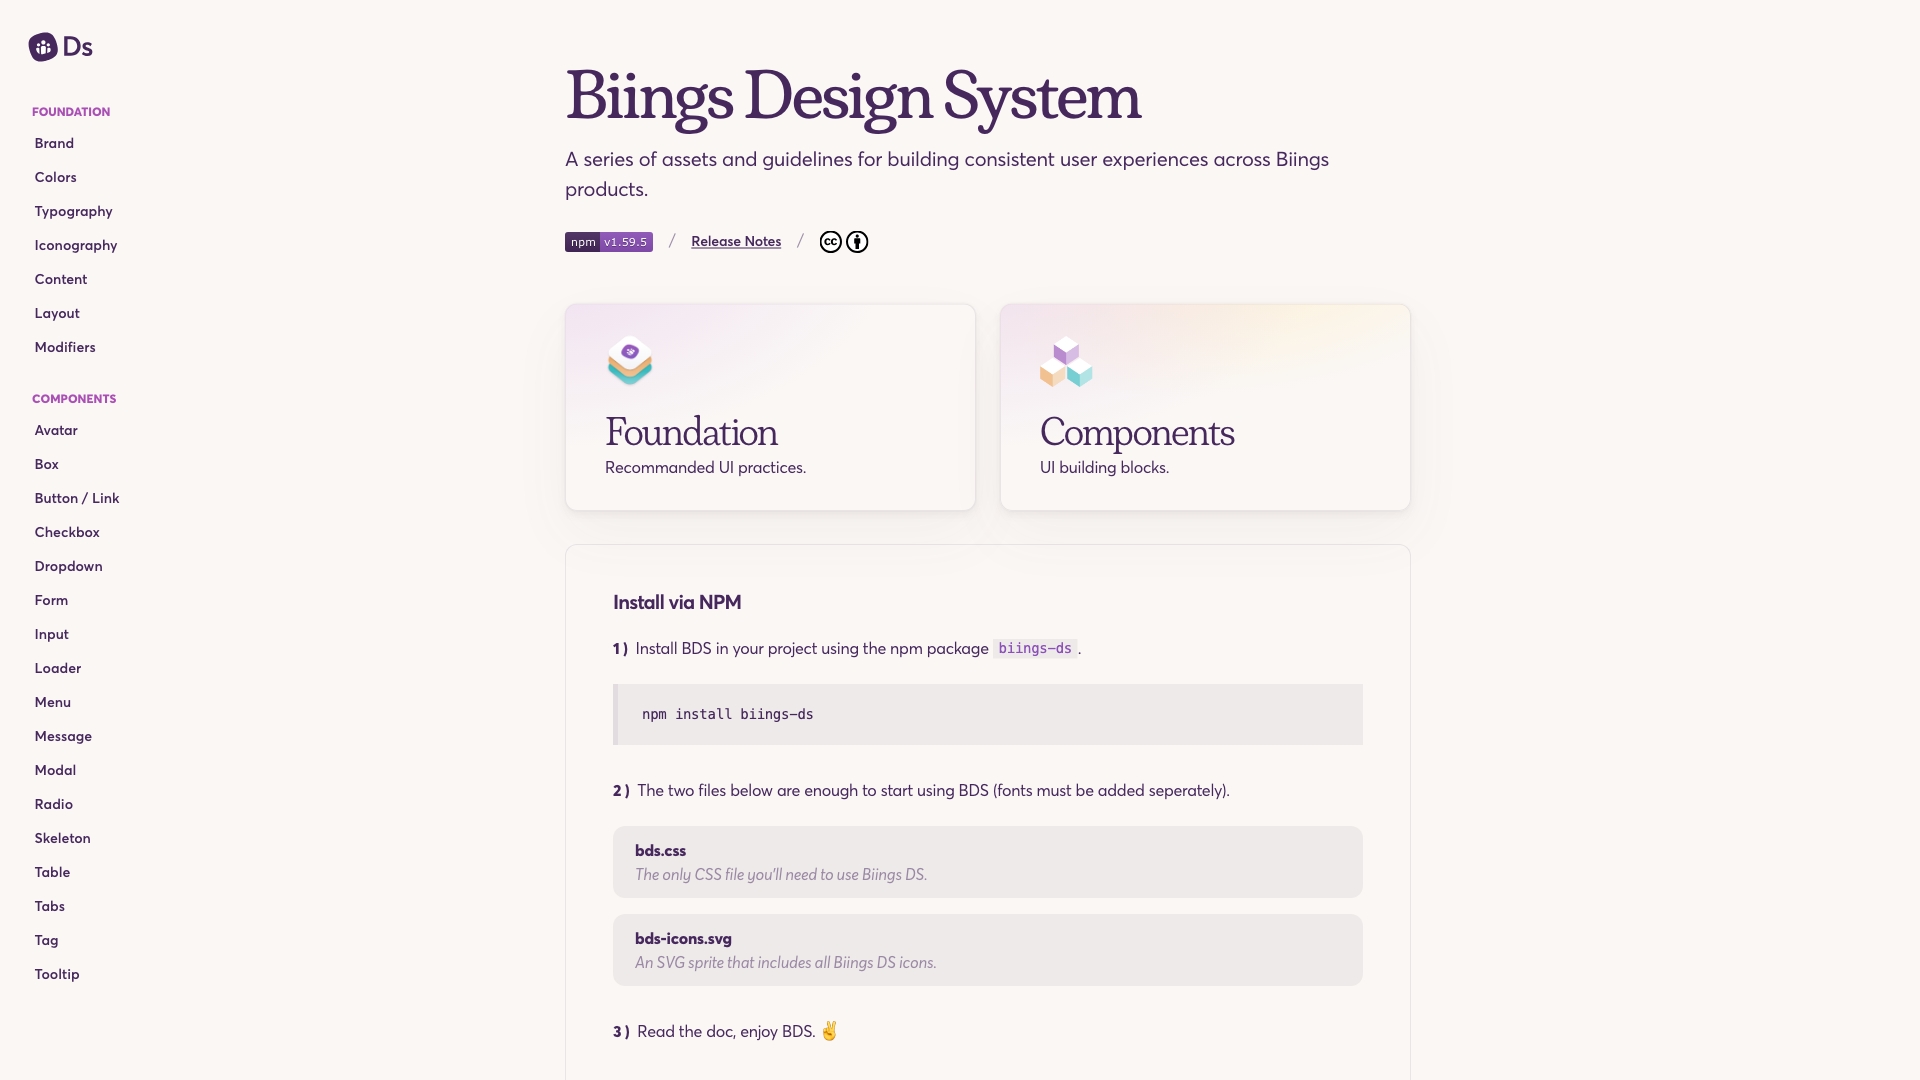 Ds
FOUNDATION
Brand
Colors
Typography
Iconography
Content
Layout
Modifiers
COMPONENTS
Avatar
Box
Button / Link
Checkbox
Dropdown
Form
Input
Loader
Menu
Message
Modal
Radio
Skeleton
Table
Tabs
Tag
Tooltip
Biings Design System
A series of assets and guidelines for building consistent user experiences across Biings
products.
npm v1.59.5 / Release Notes / cc
Foundation
Recommanded UI practices.
Components
UI building blocks.
Install via NPM
1 ) Install BDS in your project using the npm package biings-ds.
npm install biings-ds
2 ) The two files below are enough to start using BDS (fonts must be added seperately).
bds.css
The only CSS file you'll need to use Biings DS.
bds-icons.svg
An SVG sprite that includes all Biings DS icons.
3 ) Read the doc, enjoy BDS. ✌️